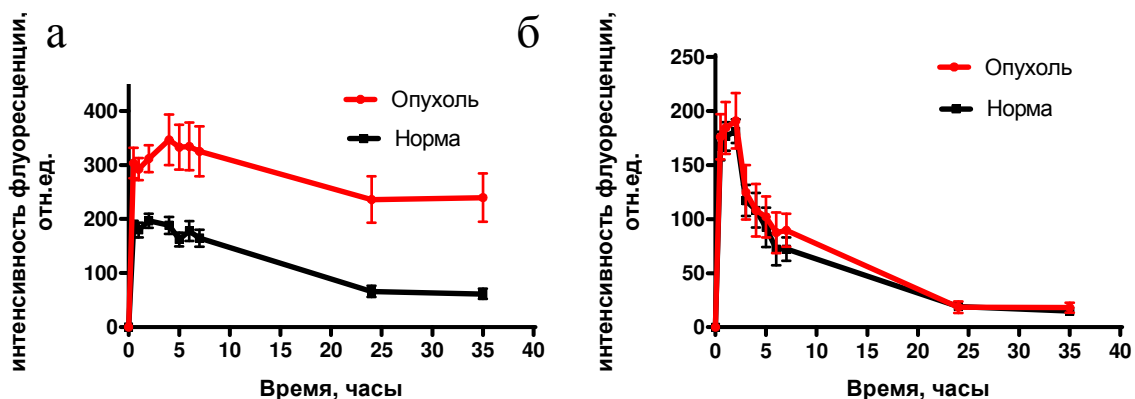 а
интенсивность флуоресценции,
отн.ед.
400
300
200
100
0
Опухоль
Норма
0 5 10 15 20 25 30 35 40
Время, часы
б
интенсивность флуоресценции,
отн.ед.
250
200
150
100
50
0
Опухоль
Норма
0 5 10 15 20 25 30 35 40
Время, часы